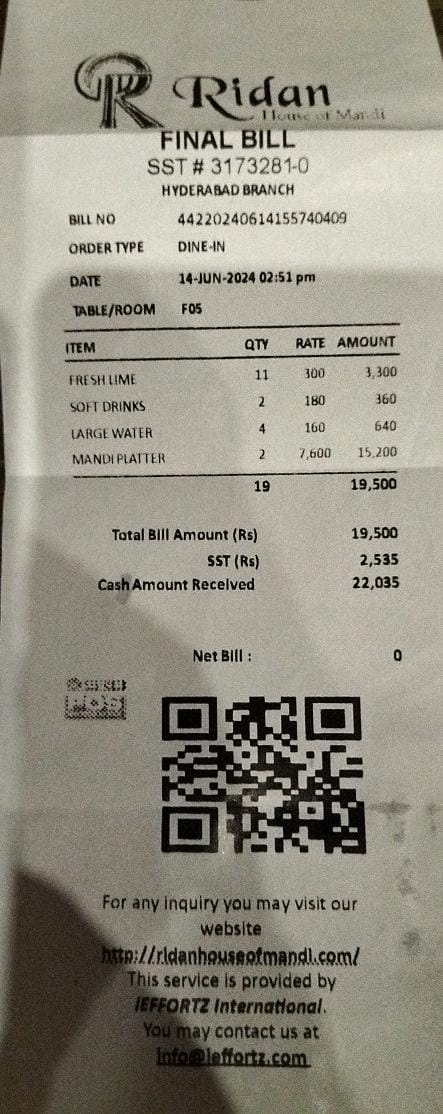 R Ridan
House of Mandi
FINAL BILL
SST # 3173281-0
HYDERABAD BRANCH
BILL NO 44220240614155740409
ORDER TYPE DINE-IN
DATE 14-JUN-2024 02:51 pm
TABLE/ROOM F05
ITEM QTY RATE AMOUNT
FRESH LIME 11 300 3,300
SOFT DRINKS 2 180 360
LARGE WATER 4 160 640
MANDI PLATTER 2 7,600 15,200
19 19,500
Total Bill Amount (Rs) 19,500
SST (Rs) 2,535
Cash Amount Received 22,035
Net Bill : 0
POS
For any inquiry you may visit our
website
http://ridanhouseofmandi.com/
This service is provided by
iEFFORTZ International.
You may contact us at
info@ieffortz.com